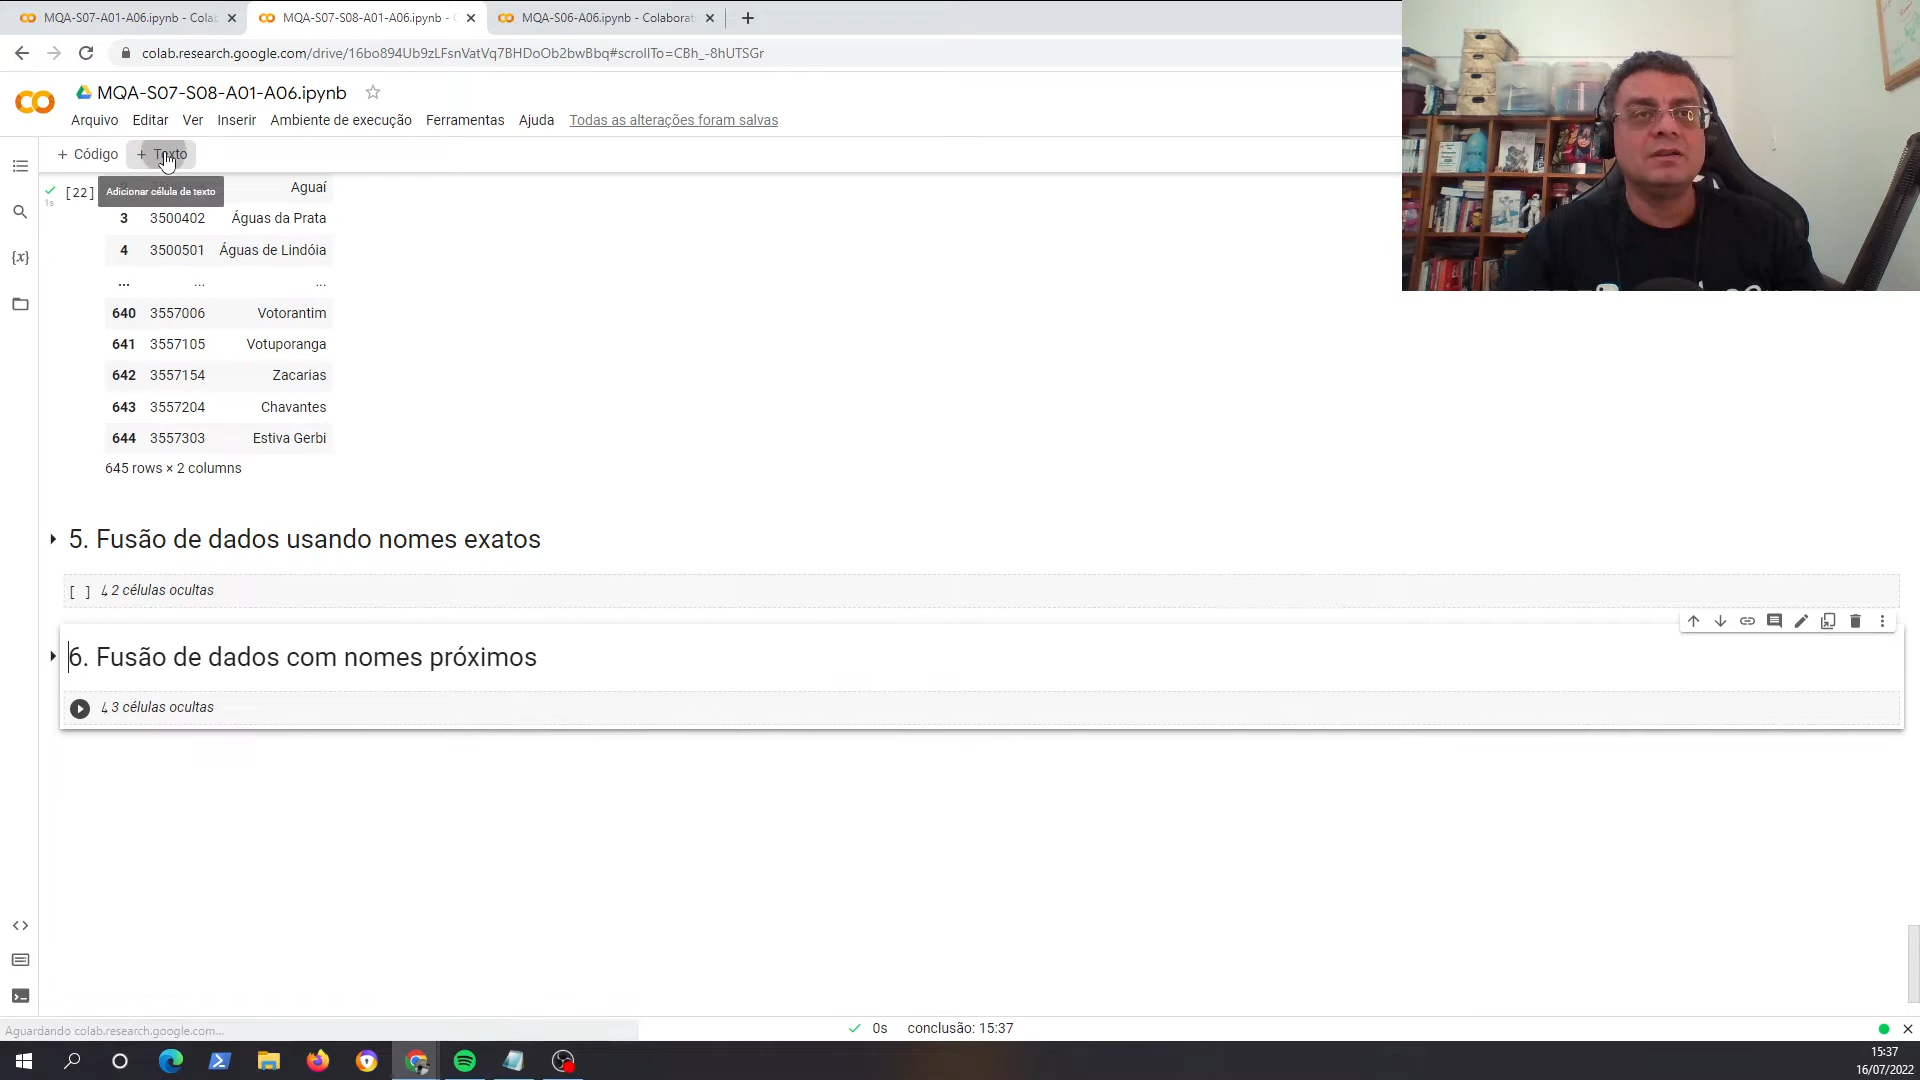 MQA-S07-A01-A06.ipynb - Colal
MQA-S07-S08-A01-A06.ipynb - C
MQA-S06-A06.ipynb - Colaborat
colab.research.google.com/drive/16bo894Ub9zLFsnVatVq7BHDoOb2bwBbq#scrollTo=CBh_-8hUTSGr
MQA-S07-S08-A01-A06.ipynb
Arquivo Editar Ver Inserir Ambiente de execução Ferramentas Ajuda Todas as alterações foram salvas
+ Código + Texto
Adicionar célula de texto
[22] Aguaí
1s
3 3500402 Águas da Prata
4 3500501 Águas de Lindóia
... ... ...
640 3557006 Votorantim
641 3557105 Votuporanga
642 3557154 Zacarias
643 3557204 Chavantes
644 3557303 Estiva Gerbi
645 rows × 2 columns
5. Fusão de dados usando nomes exatos
[ ] ↳ 2 células ocultas
6. Fusão de dados com nomes próximos
↳ 3 células ocultas
Aguardando colab.research.google.com...
0s conclusão: 15:37
15:37
16/07/2022